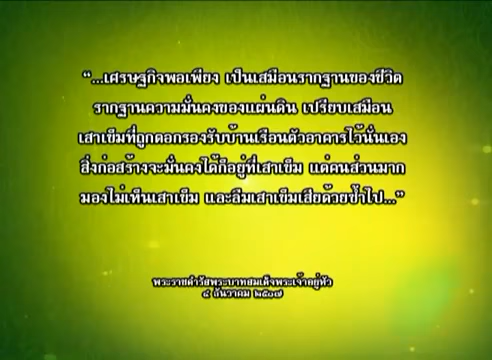 “...เศรษฐกิจพอเพียง เป็นเสมือนรากฐานของชีวิต
รากฐานความมั่นคงของแผ่นดิน เปรียบเสมือน
เสาเข็มที่ถูกตอกรองรับบ้านเรือนตัวอาคารไว้นั่นเอง
สิ่งก่อสร้างจะมั่นคงได้ก็อยู่ที่เสาเข็ม แต่คนส่วนมาก
มองไม่เห็นเสาเข็ม และลืมเสาเข็มเสียด้วยซ้ำไป...”
พระราชดำรัสพระบาทสมเด็จพระเจ้าอยู่หัว
๔ ธันวาคม ๒๕๑๗